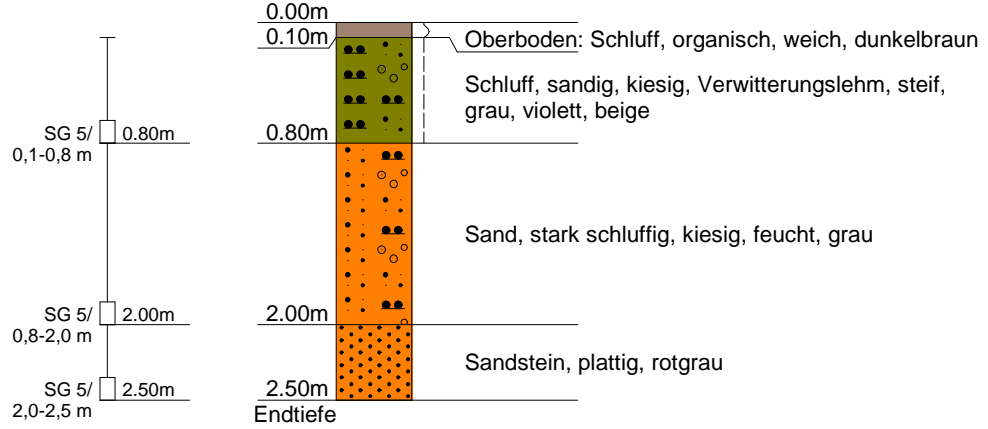 0.00m
0.10m
Oberboden: Schluff, organisch, weich, dunkelbraun
Schluff, sandig, kiesig, Verwitterungslehm, steif,
grau, violett, beige
SG 5/ 0.80m
0,1-0,8 m
0.80m
Sand, stark schluffig, kiesig, feucht, grau
SG 5/ 2.00m
0,8-2,0 m
2.00m
Sandstein, plattig, rotgrau
SG 5/ 2.50m
2,0-2,5 m
2.50m
Endtiefe